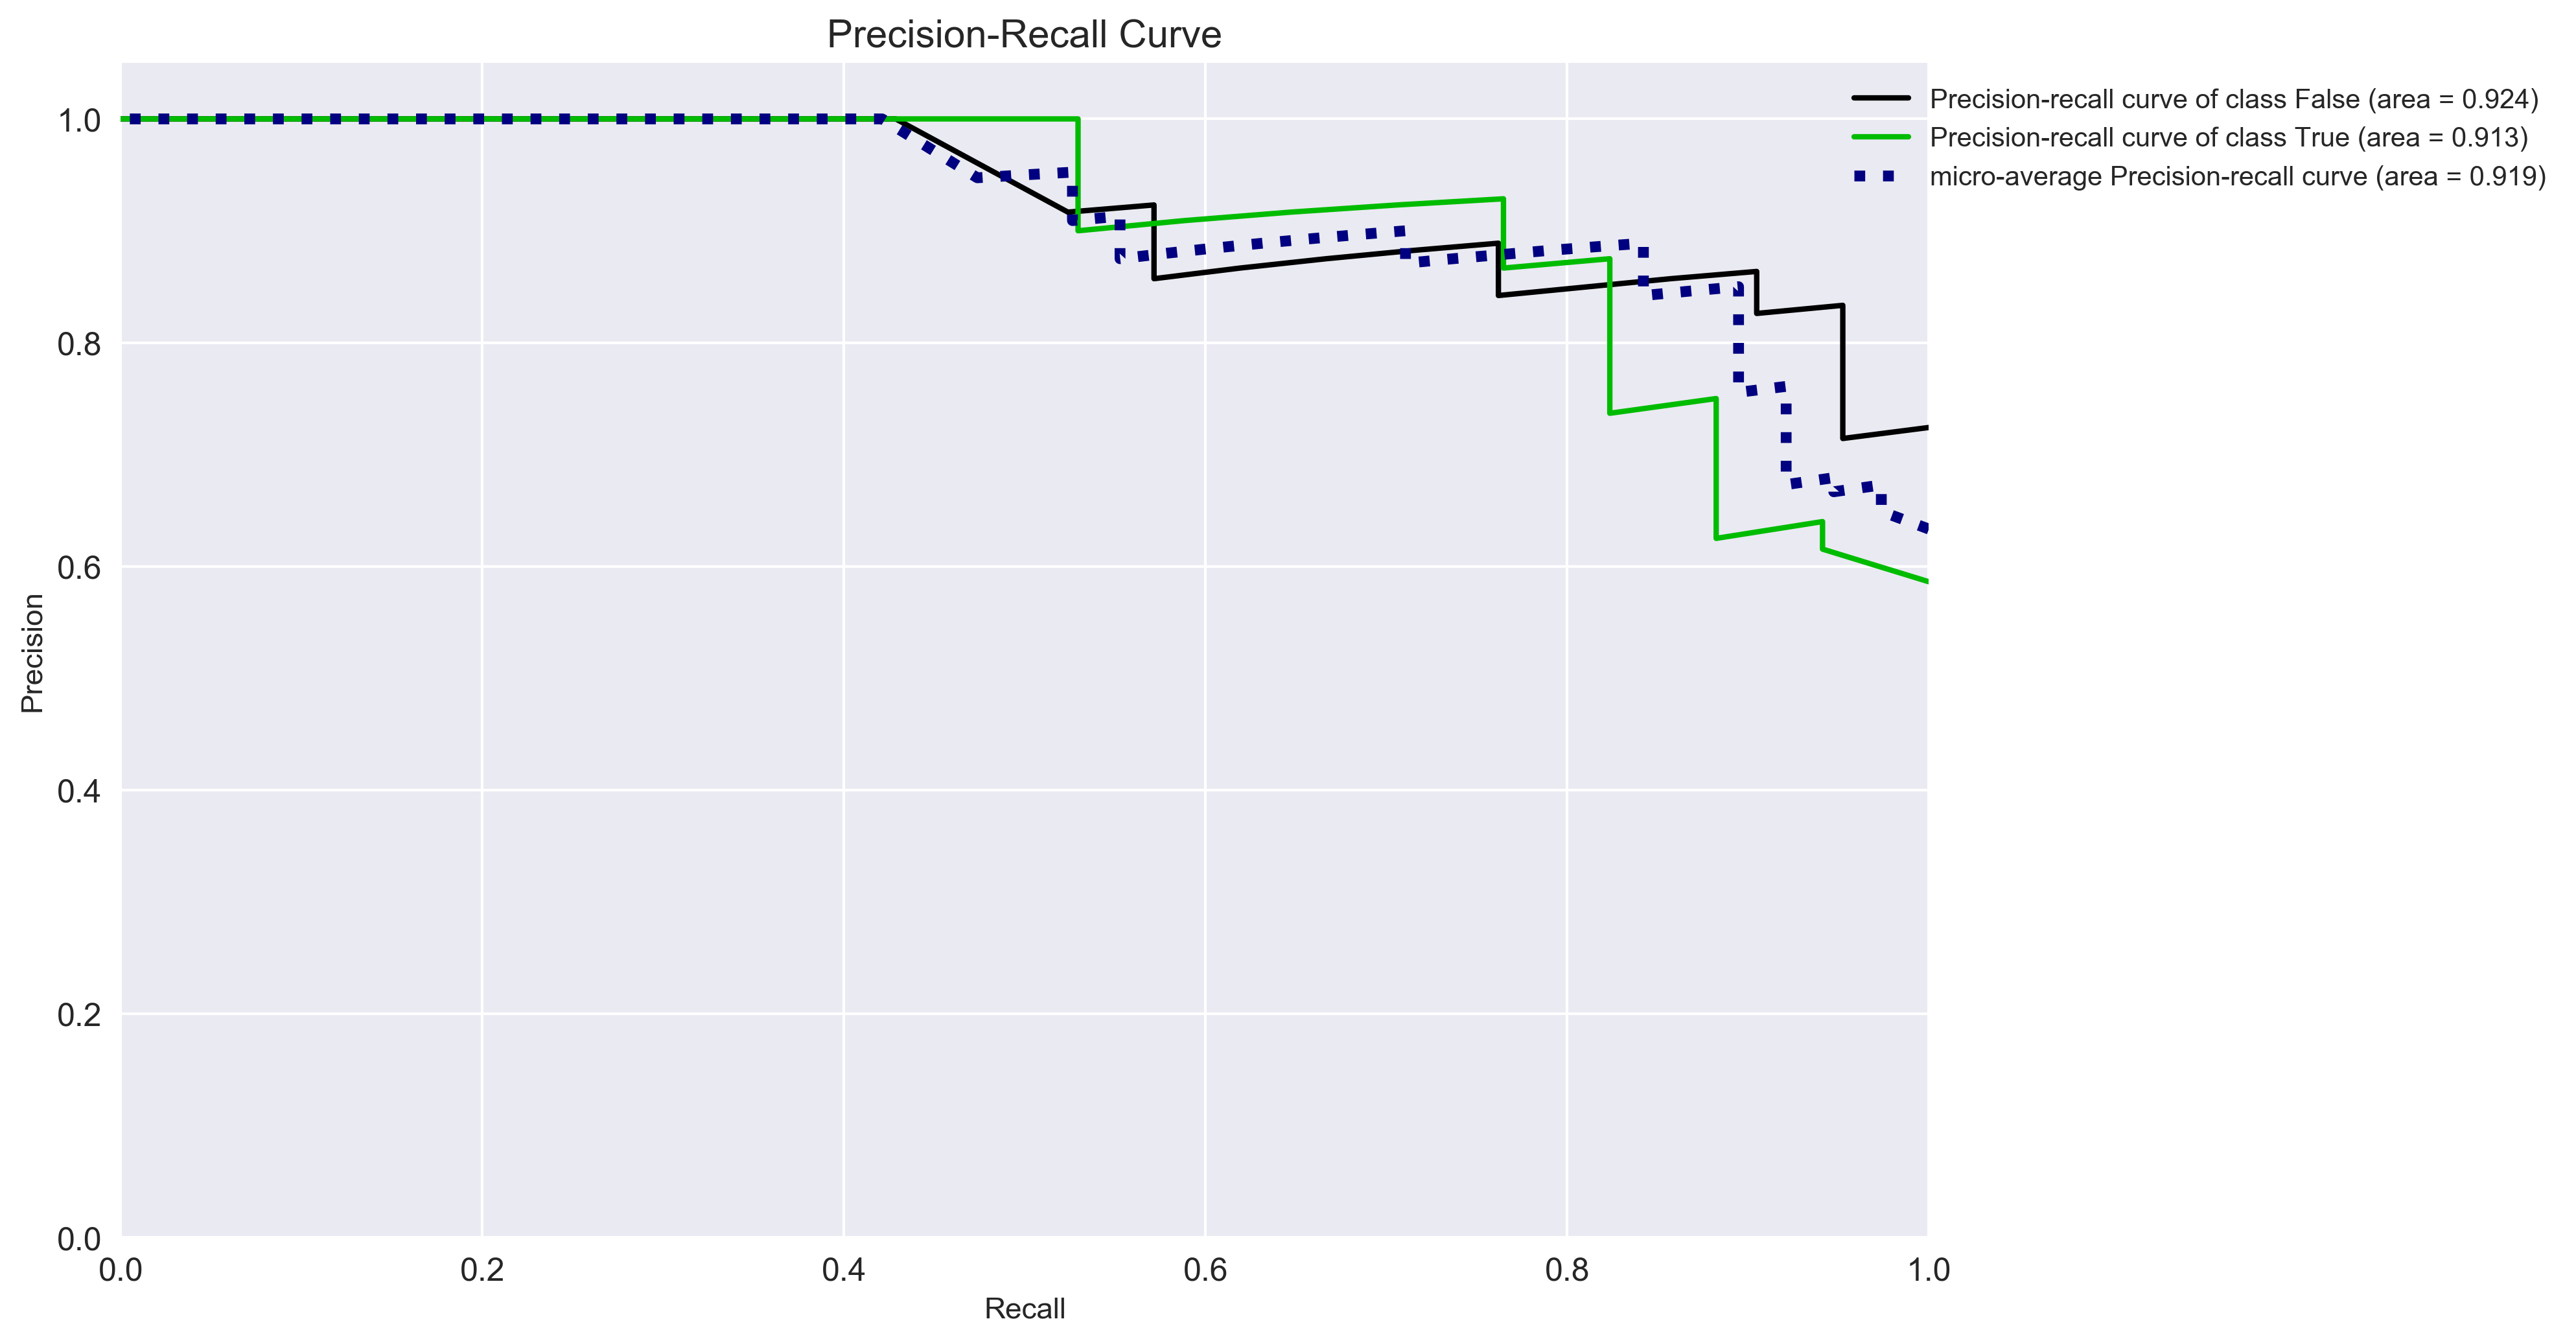 Precision-Recall Curve
Precision-recall curve of class False (area = 0.924)
Precision-recall curve of class True (area = 0.913)
micro-average Precision-recall curve (area = 0.919)
1.0
0.8
0.6
0.4
0.2
0.0
Precision
0.0 0.2 0.4 0.6 0.8 1.0
Recall